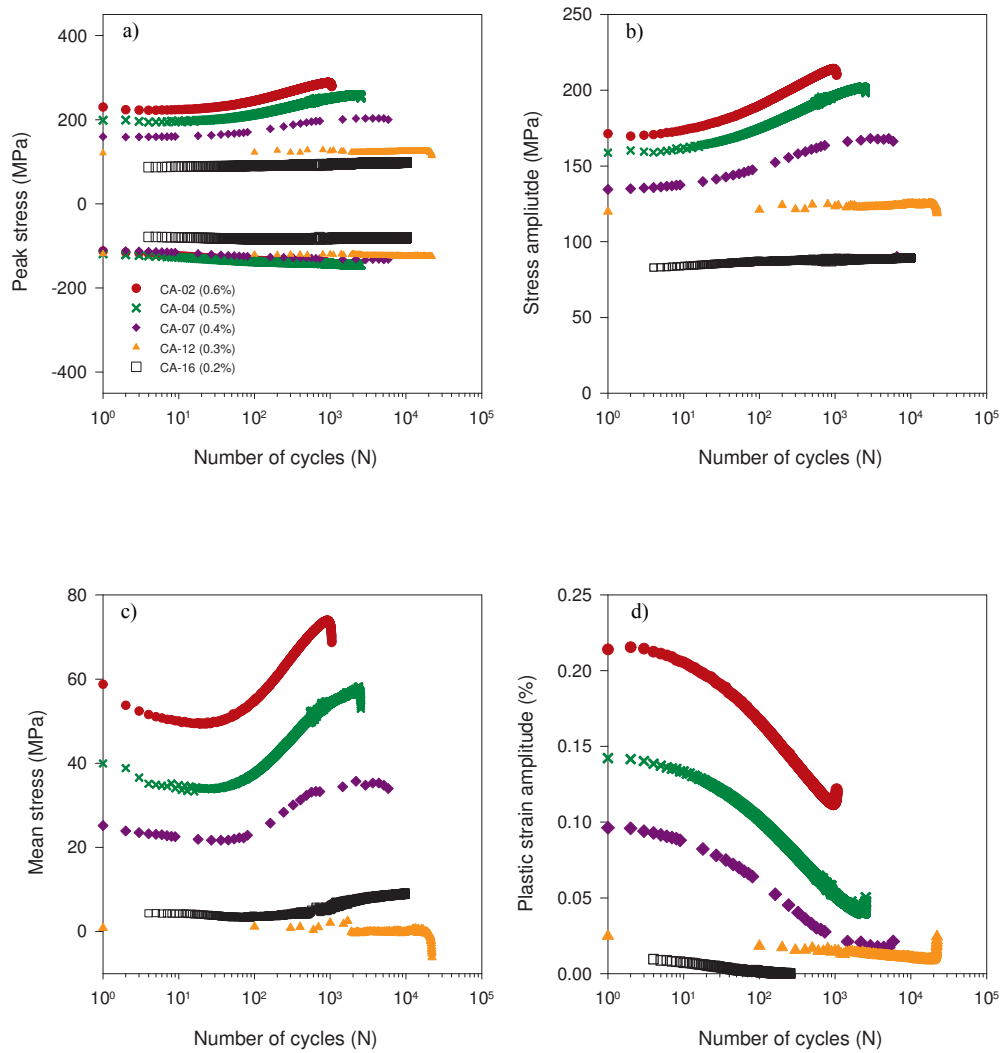 a)
Peak stress (MPa)
400
200
0
-200
-400
CA-02 (0.6%)
CA-04 (0.5%)
CA-07 (0.4%)
CA-12 (0.3%)
CA-16 (0.2%)
10⁰ 10¹ 10² 10³ 10⁴ 10⁵
Number of cycles (N)
b)
Stress ampliutde (MPa)
250
200
150
100
50
0
10⁰ 10¹ 10² 10³ 10⁴ 10⁵
Number of cycles (N)
c)
Mean stress (MPa)
80
60
40
20
0
10⁰ 10¹ 10² 10³ 10⁴ 10⁵
Number of cycles (N)
d)
Plastic strain amplitude (%)
0.25
0.20
0.15
0.10
0.05
0.00
10⁰ 10¹ 10² 10³ 10⁴ 10⁵
Number of cycles (N)